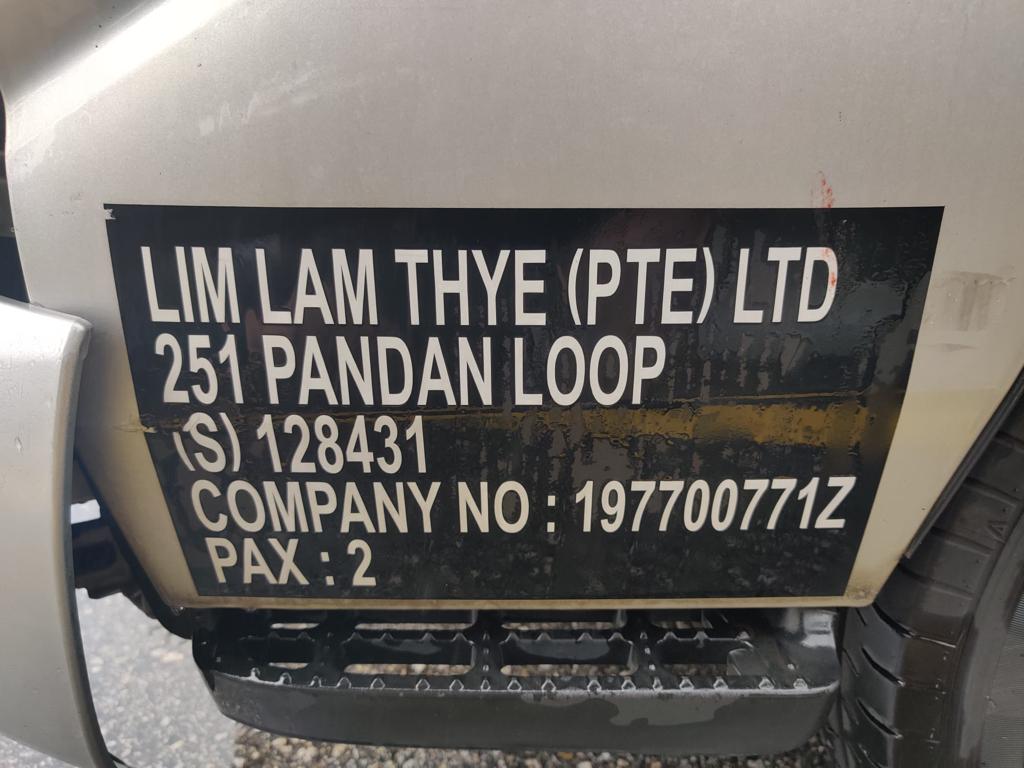 LIM LAM THYE (PTE) LTD
251 PANDAN LOOP
(S) 128431
COMPANY NO : 197700771Z
PAX : 2